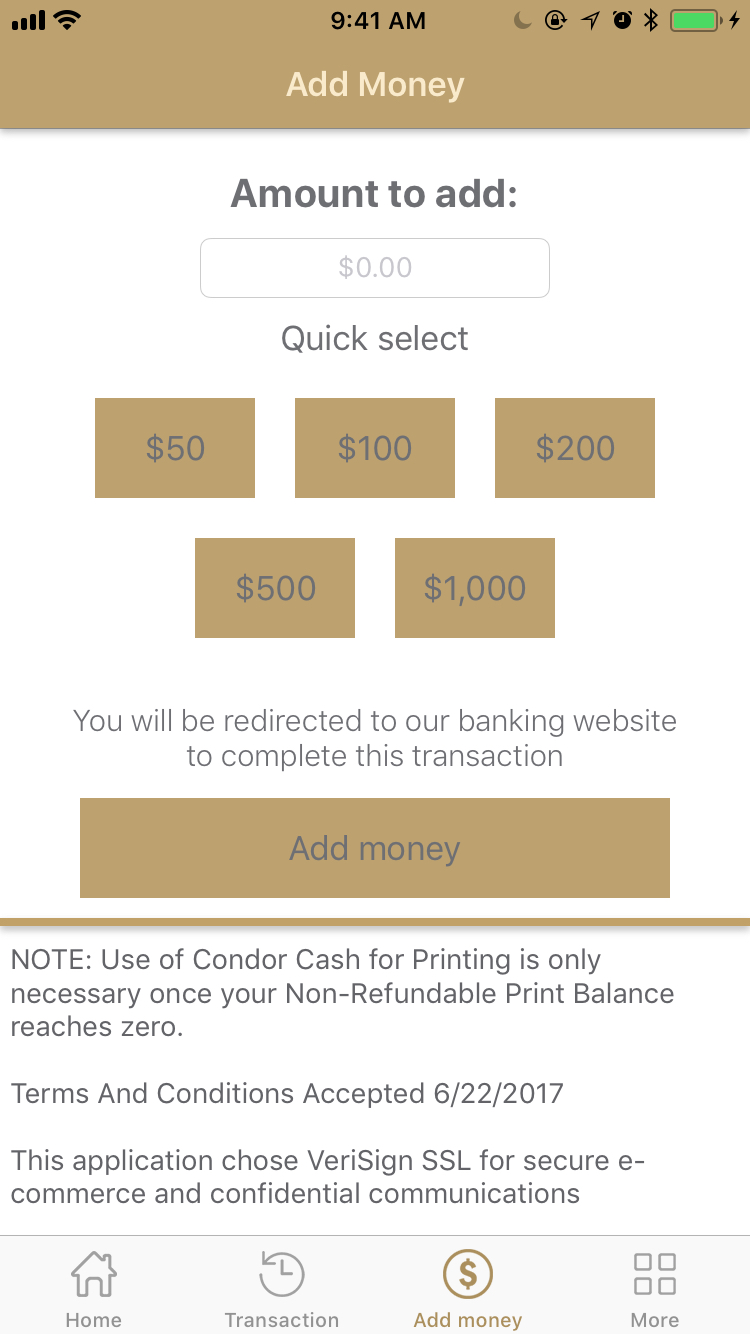 9:41 AM
Add Money
Amount to add:
$0.00
Quick select
$50 $100 $200
$500 $1,000
You will be redirected to our banking website
to complete this transaction
Add money
NOTE: Use of Condor Cash for Printing is only
necessary once your Non-Refundable Print Balance
reaches zero.
Terms And Conditions Accepted 6/22/2017
This application chose VeriSign SSL for secure e-
commerce and confidential communications
Home Transaction Add money More